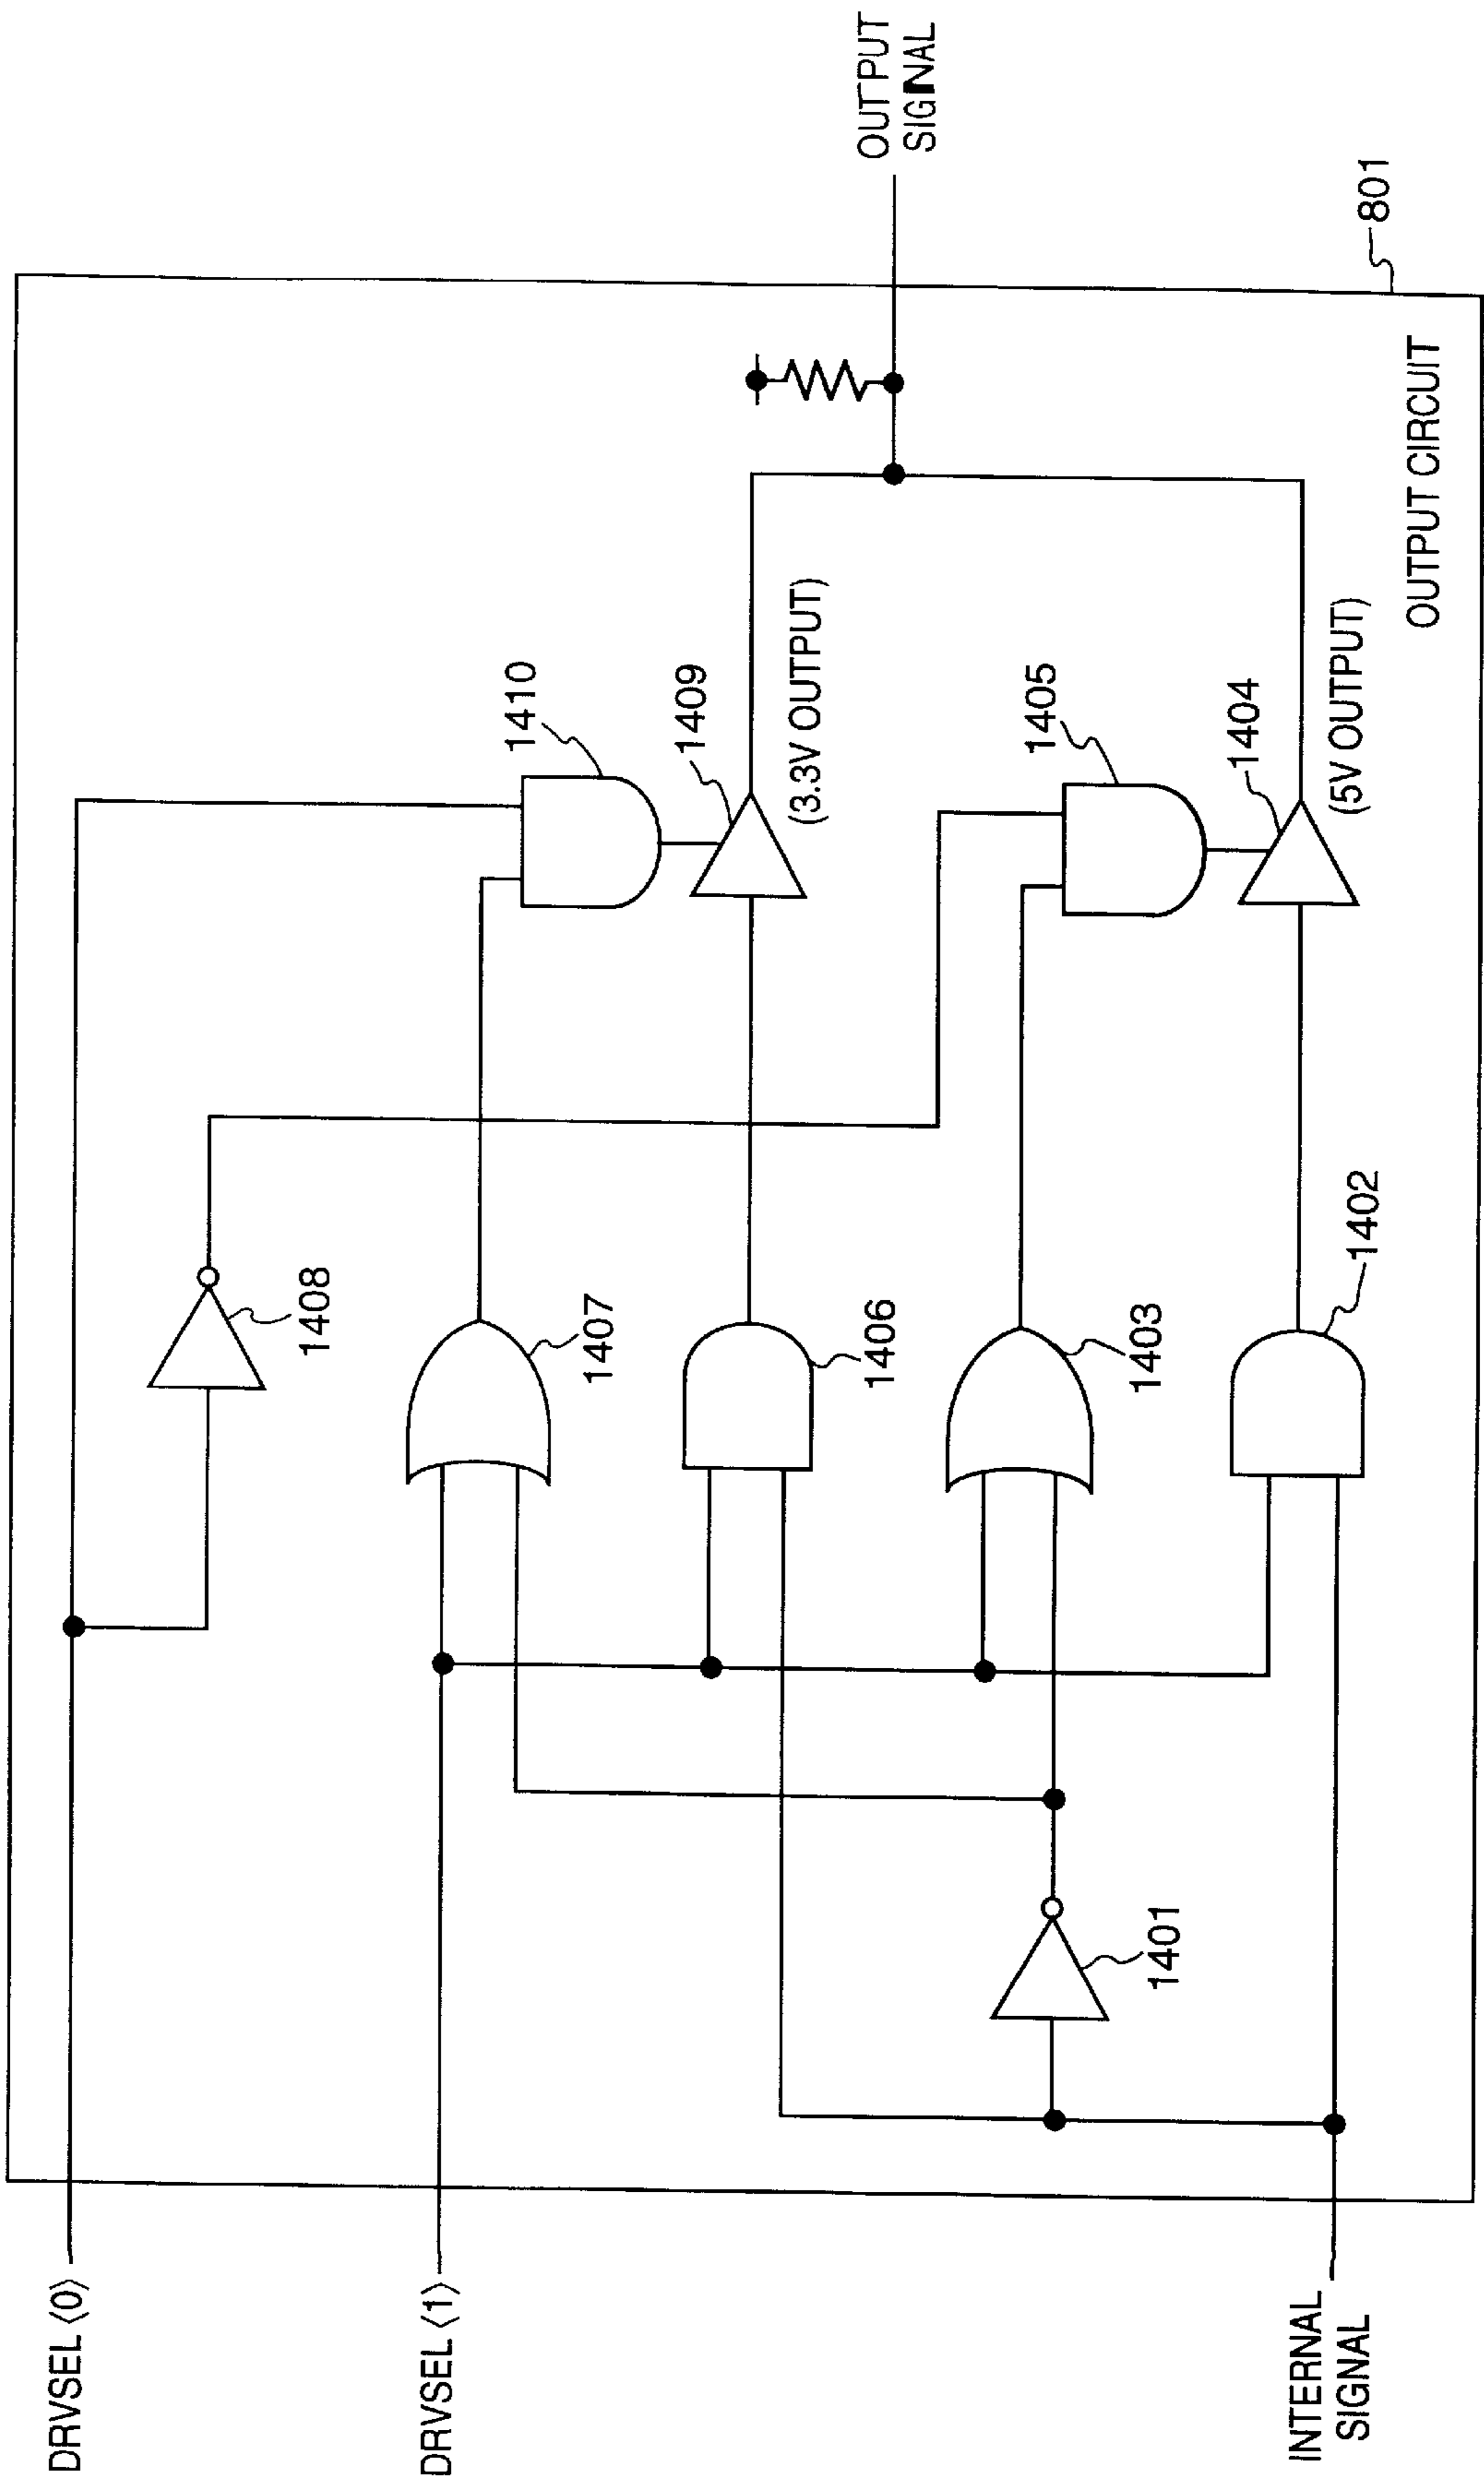 DRVSEL ⟨0⟩
DRVSEL ⟨1⟩
INTERNAL
SIGNAL
1408
1407
1406
1403
1402
1401
1410
1409
(3.3V OUTPUT)
1405
1404
(5V OUTPUT)
OUTPUT
SIGNAL
801
OUTPUT CIRCUIT